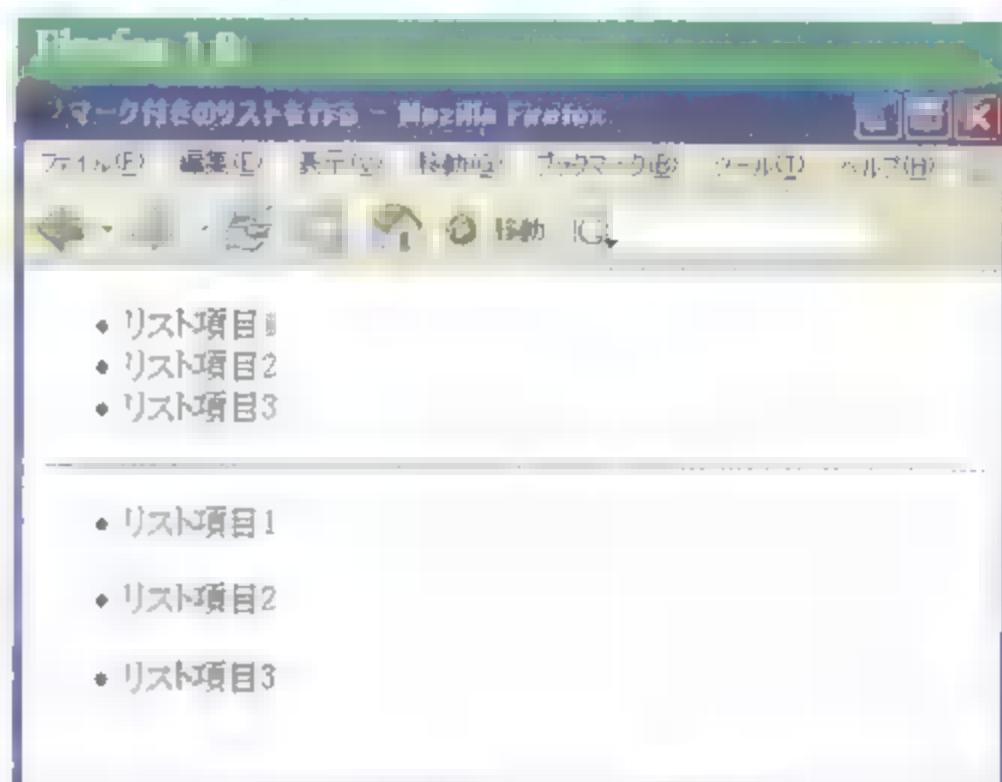 Firefox 1.0
マーク付きのリストを作る - Mozilla Firefox
ファイル(F) 編集(E) 表示(V) 移動(G) ブックマーク(B) ツール(T) ヘルプ(H)
移動
リスト項目
リスト項目2
リスト項目3
リスト項目1
リスト項目2
リスト項目3